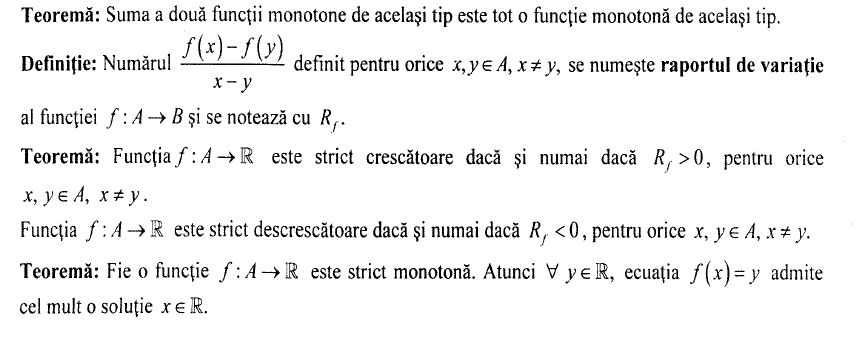 Teoremă: Suma a două funcţii monotone de acelaşi tip este tot o funcţie monotonă de acelaşi tip.
Definiţie: Numărul \frac{f(x)-f(y)}{x-y} definit pentru orice x, y ∈ A, x ≠ y, se numeşte raportul de variaţie
al funcţiei f : A → B şi se notează cu R_f.
Teoremă: Funcţia f : A → ℝ este strict crescătoare dacă şi numai dacă R_f > 0, pentru orice
x, y ∈ A, x ≠ y.
Funcţia f : A → ℝ este strict descrescătoare dacă şi numai dacă R_f < 0, pentru orice x, y ∈ A, x ≠ y.
Teoremă: Fie o funcţie f : A → ℝ este strict monotonă. Atunci ∀ y ∈ ℝ, ecuaţia f(x) = y admite
cel mult o soluţie x ∈ ℝ.